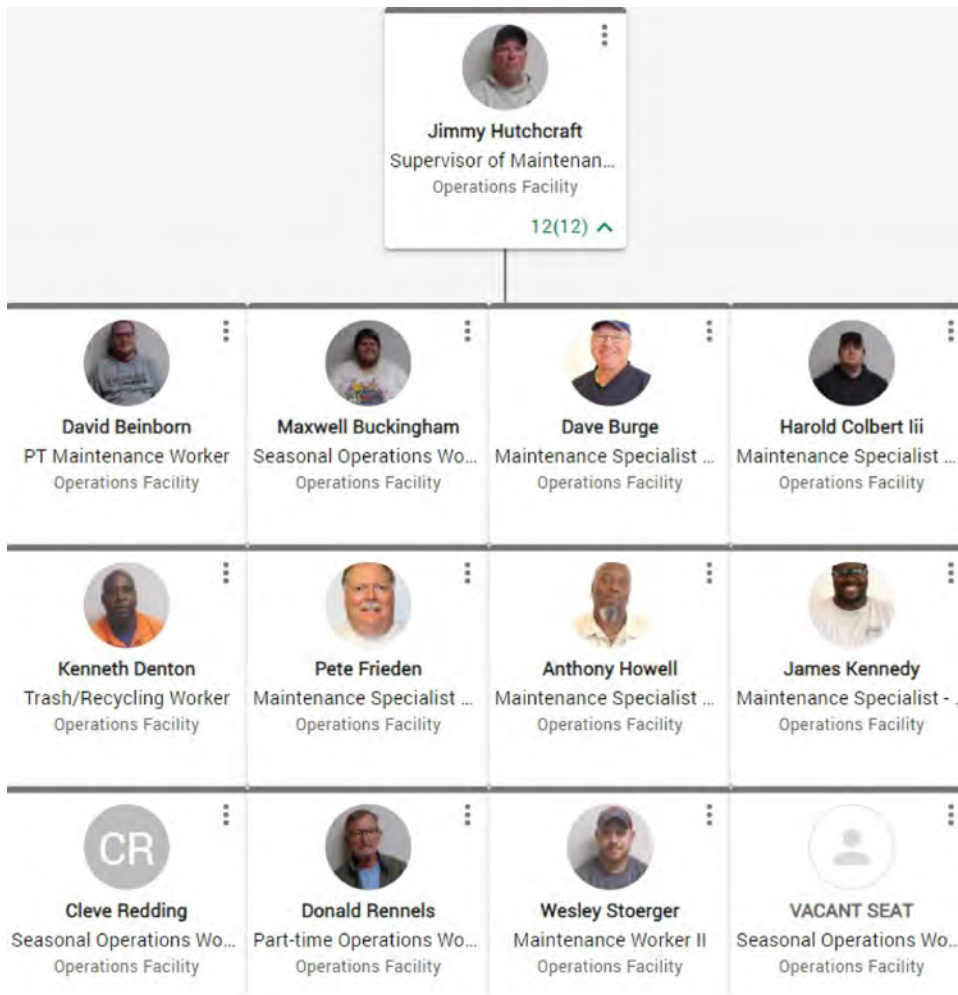 Jimmy Hutchcraft
Supervisor of Maintenan...
Operations Facility
12(12)
David Beinborn
PT Maintenance Worker
Operations Facility
Maxwell Buckingham
Seasonal Operations Wo...
Operations Facility
Dave Burge
Maintenance Specialist ...
Operations Facility
Harold Colbert Iii
Maintenance Specialist ...
Operations Facility
Kenneth Denton
Trash/Recycling Worker
Operations Facility
Pete Frieden
Maintenance Specialist ...
Operations Facility
Anthony Howell
Maintenance Specialist ...
Operations Facility
James Kennedy
Maintenance Specialist - .
Operations Facility
CR
Cleve Redding
Seasonal Operations Wo...
Operations Facility
Donald Rennels
Part-time Operations Wo...
Operations Facility
Wesley Stoerger
Maintenance Worker II
Operations Facility
VACANT SEAT
Seasonal Operations Wo...
Operations Facility